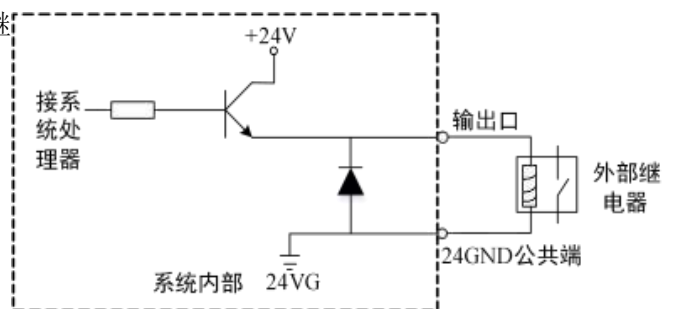 继
+24V
接系
统处
理器
输出口
外部继
电器
24GND公共端
系统内部 24VG